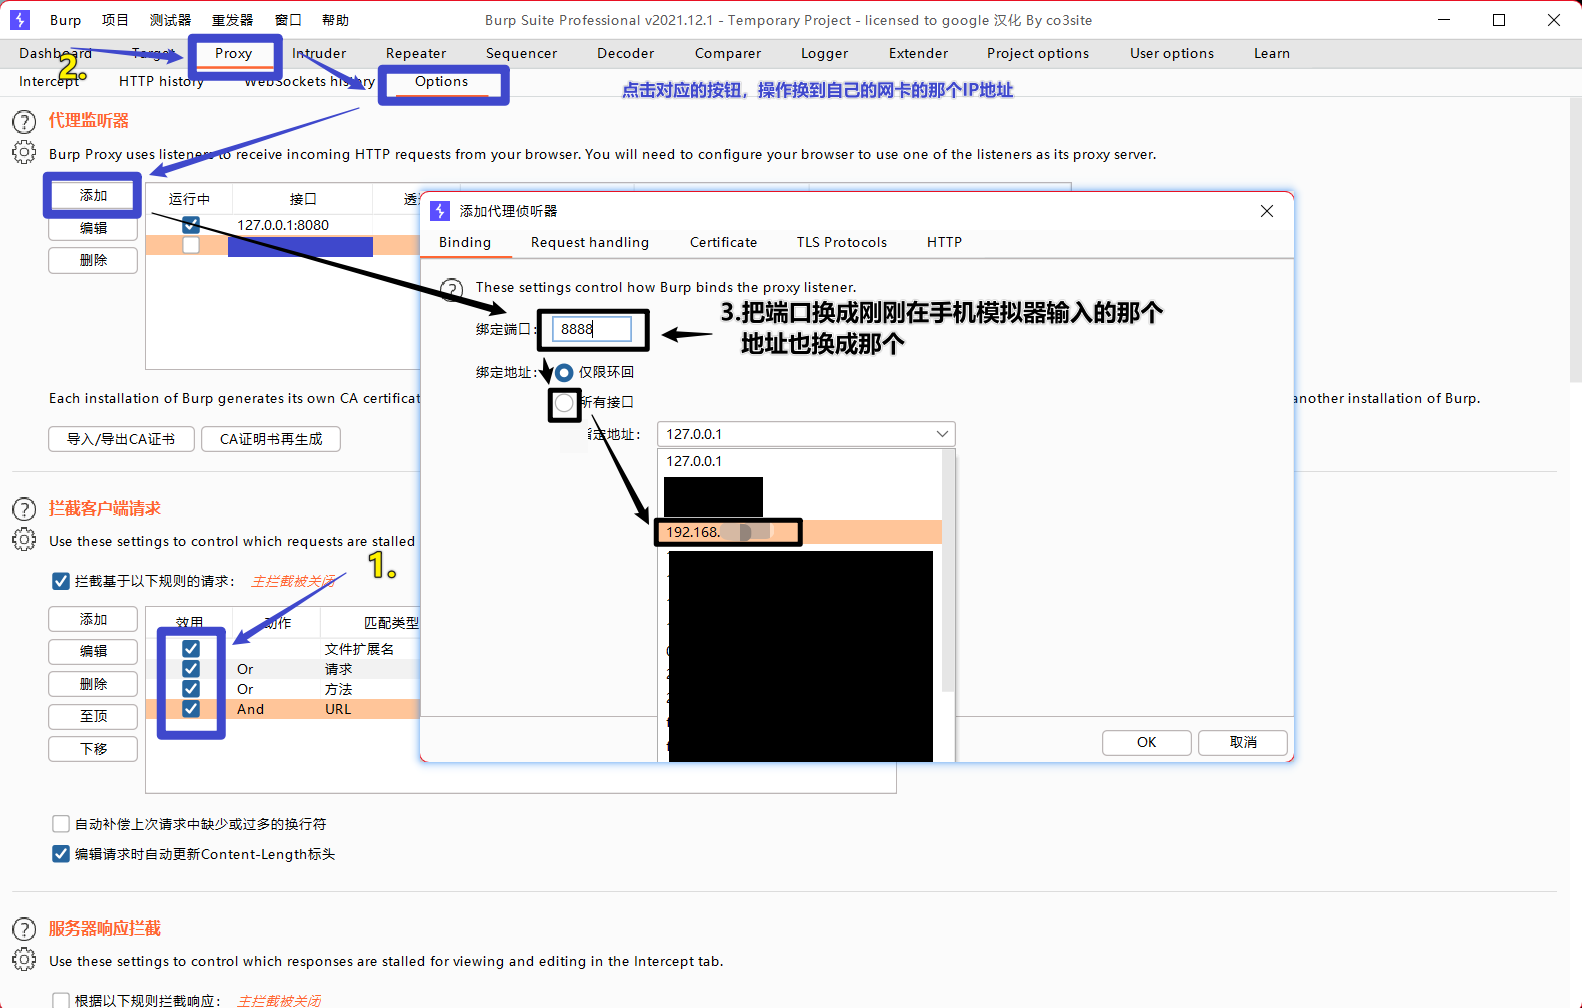 Burp 项目 测试器 重发器 窗口 帮助 Burp Suite Professional v2021.12.1 - Temporary Project - licensed to google 汉化 By co3site
Dashboard Target Proxy Intruder Repeater Sequencer Decoder Comparer Logger Extender Project options User options Learn
2.
Intercept HTTP history WebSockets history Options
点击对应的按钮，操作换到自己的网卡的那个IP地址
代理监听器
Burp Proxy uses listeners to receive incoming HTTP requests from your browser. You will need to configure your browser to use one of the listeners as its proxy server.
添加
编辑
删除
运行中 接口 透
127.0.0.1:8080
添加代理侦听器
Binding Request handling Certificate TLS Protocols HTTP
These settings control how Burp binds the proxy listener.
绑定端口: 8888
3.把端口换成刚刚在手机模拟器输入的那个
地址也换成那个
绑定地址: 仅限环回
所有接口
指定地址: 127.0.0.1
127.0.0.1
192.168.
OK 取消
Each installation of Burp generates its own CA certificat
another installation of Burp.
导入/导出CA证书 CA证明书再生成
拦截客户端请求
Use these settings to control which requests are stalled
1.
拦截基于以下规则的请求: 主拦截被关闭
添加
编辑
删除
至顶
下移
效用 动作 匹配类型
文件扩展名
Or 请求
Or 方法
And URL
自动补偿上次请求中缺少或过多的换行符
编辑请求时自动更新Content-Length标头
服务器响应拦截
Use these settings to control which responses are stalled for viewing and editing in the Intercept tab.
根据以下规则拦截响应: 主拦截被关闭